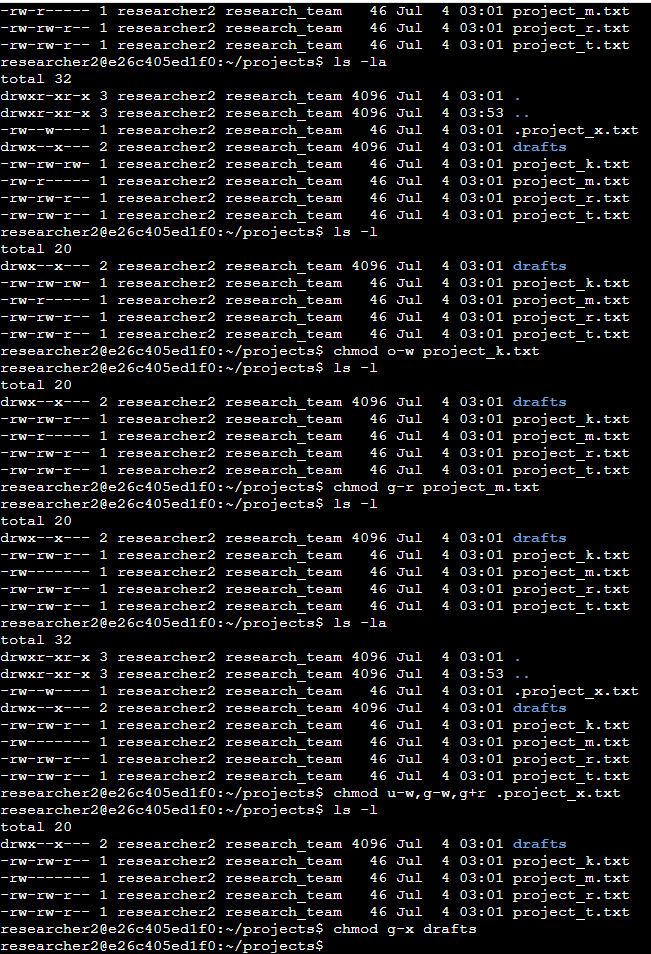 -rw-r----- 1 researcher2 research_team   46 Jul  4 03:01 project_m.txt
-rw-rw-r-- 1 researcher2 research_team   46 Jul  4 03:01 project_r.txt
-rw-rw-r-- 1 researcher2 research_team   46 Jul  4 03:01 project_t.txt
researcher2@e26c405ed1f0:~/projects$ ls -la
total 32
drwxr-xr-x 3 researcher2 research_team 4096 Jul  4 03:01 .
drwxr-xr-x 3 researcher2 research_team 4096 Jul  4 03:53 ..
-rw--w---- 1 researcher2 research_team   46 Jul  4 03:01 .project_x.txt
drwx--x--- 2 researcher2 research_team 4096 Jul  4 03:01 drafts
-rw-rw-rw- 1 researcher2 research_team   46 Jul  4 03:01 project_k.txt
-rw-r----- 1 researcher2 research_team   46 Jul  4 03:01 project_m.txt
-rw-rw-r-- 1 researcher2 research_team   46 Jul  4 03:01 project_r.txt
-rw-rw-r-- 1 researcher2 research_team   46 Jul  4 03:01 project_t.txt
researcher2@e26c405ed1f0:~/projects$ ls -l
total 20
drwx--x--- 2 researcher2 research_team 4096 Jul  4 03:01 drafts
-rw-rw-rw- 1 researcher2 research_team   46 Jul  4 03:01 project_k.txt
-rw-r----- 1 researcher2 research_team   46 Jul  4 03:01 project_m.txt
-rw-rw-r-- 1 researcher2 research_team   46 Jul  4 03:01 project_r.txt
-rw-rw-r-- 1 researcher2 research_team   46 Jul  4 03:01 project_t.txt
researcher2@e26c405ed1f0:~/projects$ chmod o-w project_k.txt
researcher2@e26c405ed1f0:~/projects$ ls -l
total 20
drwx--x--- 2 researcher2 research_team 4096 Jul  4 03:01 drafts
-rw-rw-r-- 1 researcher2 research_team   46 Jul  4 03:01 project_k.txt
-rw-r----- 1 researcher2 research_team   46 Jul  4 03:01 project_m.txt
-rw-rw-r-- 1 researcher2 research_team   46 Jul  4 03:01 project_r.txt
-rw-rw-r-- 1 researcher2 research_team   46 Jul  4 03:01 project_t.txt
researcher2@e26c405ed1f0:~/projects$ chmod g-r project_m.txt
researcher2@e26c405ed1f0:~/projects$ ls -l
total 20
drwx--x--- 2 researcher2 research_team 4096 Jul  4 03:01 drafts
-rw-rw-r-- 1 researcher2 research_team   46 Jul  4 03:01 project_k.txt
-rw------- 1 researcher2 research_team   46 Jul  4 03:01 project_m.txt
-rw-rw-r-- 1 researcher2 research_team   46 Jul  4 03:01 project_r.txt
-rw-rw-r-- 1 researcher2 research_team   46 Jul  4 03:01 project_t.txt
researcher2@e26c405ed1f0:~/projects$ ls -la
total 32
drwxr-xr-x 3 researcher2 research_team 4096 Jul  4 03:01 .
drwxr-xr-x 3 researcher2 research_team 4096 Jul  4 03:53 ..
-rw--w---- 1 researcher2 research_team   46 Jul  4 03:01 .project_x.txt
drwx--x--- 2 researcher2 research_team 4096 Jul  4 03:01 drafts
-rw-rw-r-- 1 researcher2 research_team   46 Jul  4 03:01 project_k.txt
-rw------- 1 researcher2 research_team   46 Jul  4 03:01 project_m.txt
-rw-rw-r-- 1 researcher2 research_team   46 Jul  4 03:01 project_r.txt
-rw-rw-r-- 1 researcher2 research_team   46 Jul  4 03:01 project_t.txt
researcher2@e26c405ed1f0:~/projects$ chmod u-w,g-w,g+r .project_x.txt
researcher2@e26c405ed1f0:~/projects$ ls -l
total 20
drwx--x--- 2 researcher2 research_team 4096 Jul  4 03:01 drafts
-rw-rw-r-- 1 researcher2 research_team   46 Jul  4 03:01 project_k.txt
-rw------- 1 researcher2 research_team   46 Jul  4 03:01 project_m.txt
-rw-rw-r-- 1 researcher2 research_team   46 Jul  4 03:01 project_r.txt
-rw-rw-r-- 1 researcher2 research_team   46 Jul  4 03:01 project_t.txt
researcher2@e26c405ed1f0:~/projects$ chmod g-x drafts
researcher2@e26c405ed1f0:~/projects$